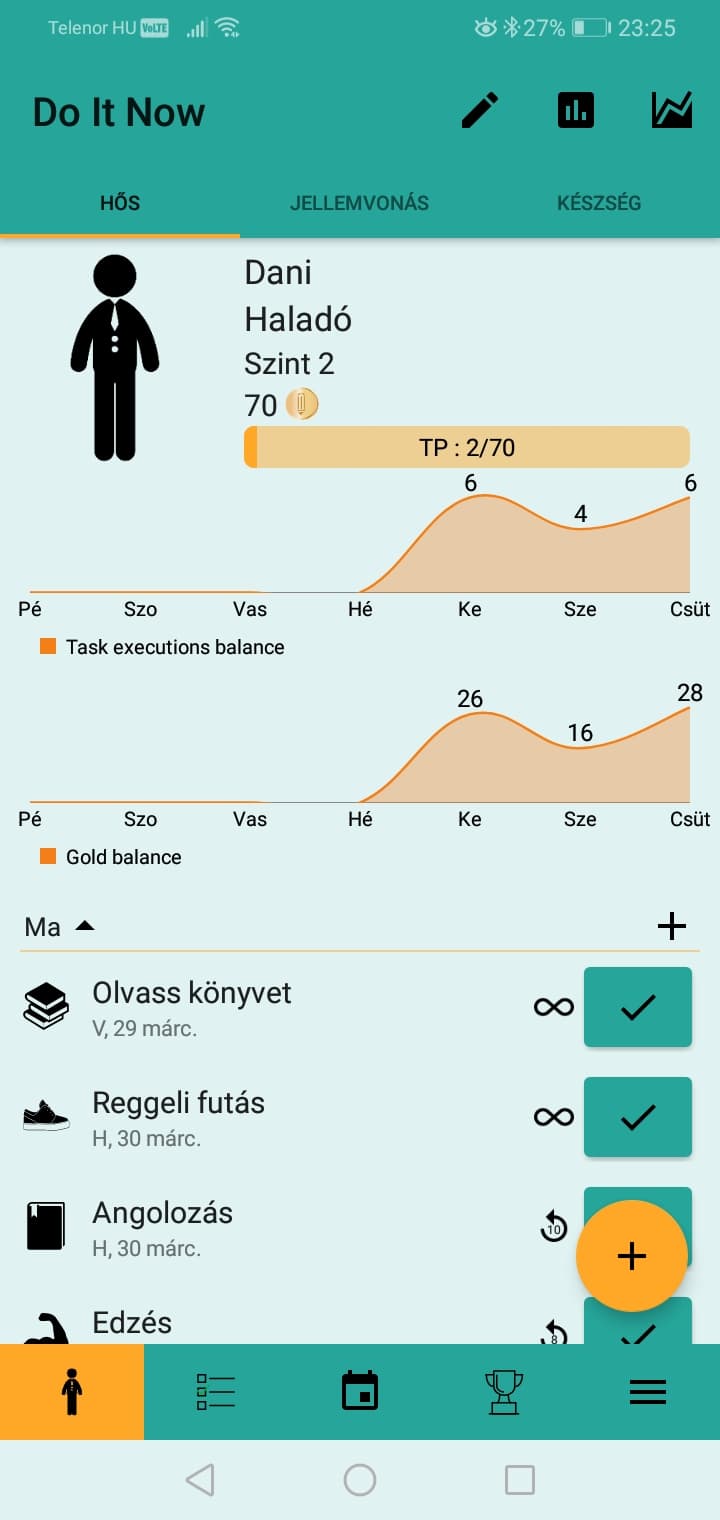 Telenor HU VoLTE 27% 23:25
Do It Now
HŐS JELLEMVONÁS KÉSZSÉG
Dani
Haladó
Szint 2
70
TP : 2/70
6 4 6
Pé Szo Vas Hé Ke Sze Csüt
Task executions balance
26 16 28
Pé Szo Vas Hé Ke Sze Csüt
Gold balance
Ma
Olvass könyvet
V, 29 márc.
Reggeli futás
H, 30 márc.
Angolozás
10
H, 30 márc.
Edzés
8